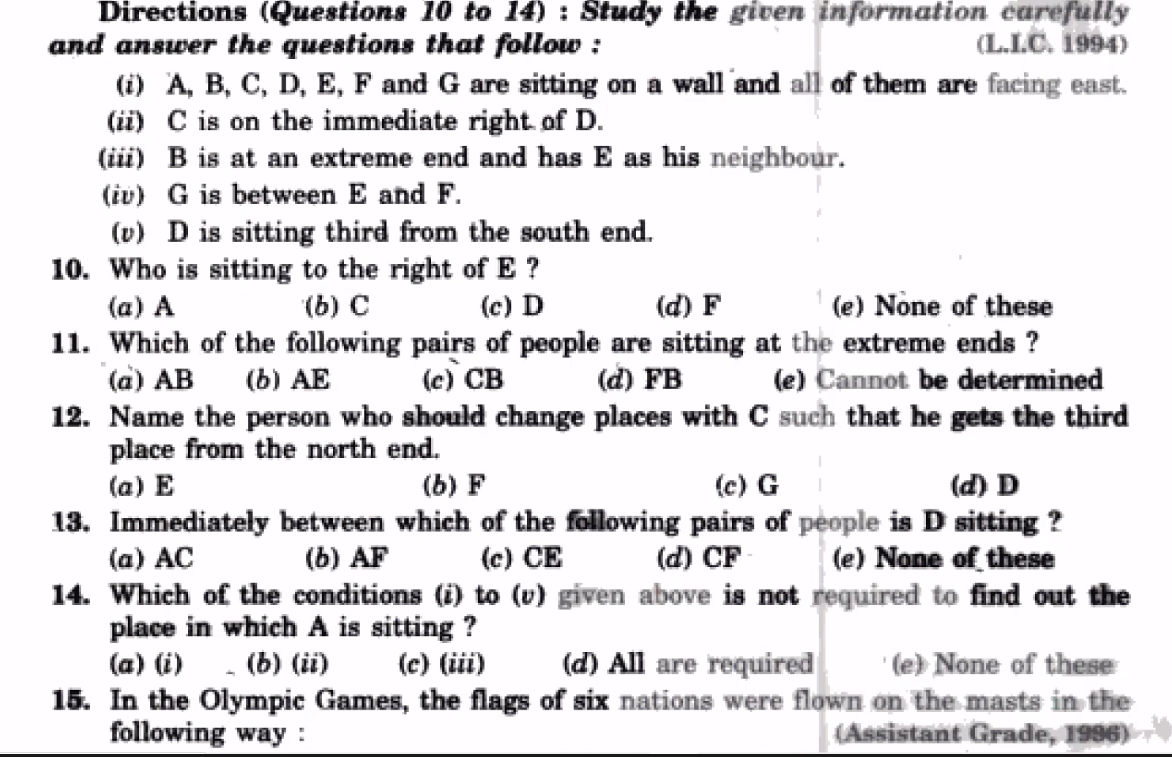 Directions (Questions 10 to 14) : Study the given information carefully
and answer the questions that follow : (L.I.C. 1994)
(i) A, B, C, D, E, F and G are sitting on a wall and all of them are facing east.
(ii) C is on the immediate right of D.
(iii) B is at an extreme end and has E as his neighbour.
(iv) G is between E and F.
(v) D is sitting third from the south end.
10. Who is sitting to the right of E ?
(a) A (b) C (c) D (d) F (e) None of these
11. Which of the following pairs of people are sitting at the extreme ends ?
(a) AB (b) AE (c) CB (d) FB (e) Cannot be determined
12. Name the person who should change places with C such that he gets the third
place from the north end.
(a) E (b) F (c) G (d) D
13. Immediately between which of the following pairs of people is D sitting ?
(a) AC (b) AF (c) CE (d) CF (e) None of these
14. Which of the conditions (i) to (v) given above is not required to find out the
place in which A is sitting ?
(a) (i) (b) (ii) (c) (iii) (d) All are required (e) None of these
15. In the Olympic Games, the flags of six nations were flown on the masts in the
following way : (Assistant Grade, 1996)